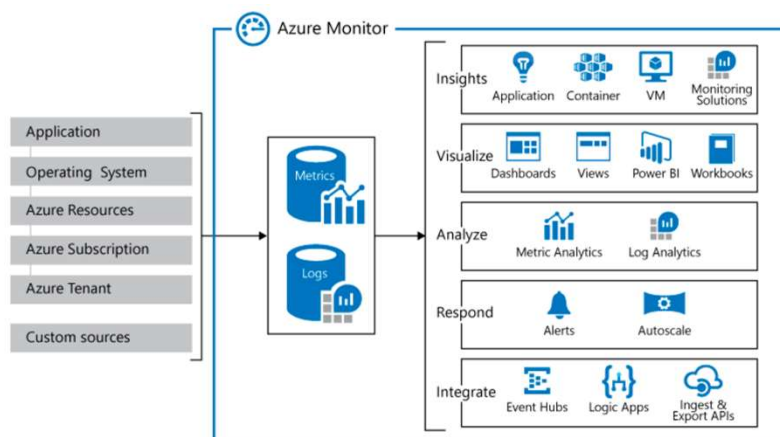 Azure Monitor
Application
Operating System
Azure Resources
Azure Subscription
Azure Tenant
Custom sources
Metrics
Logs
Insights
Application
Container
VM
Monitoring
Solutions
Visualize
Dashboards
Views
Power BI
Workbooks
Analyze
Metric Analytics
Log Analytics
Respond
Alerts
Autoscale
Integrate
Event Hubs
Logic Apps
Ingest &
Export APIs